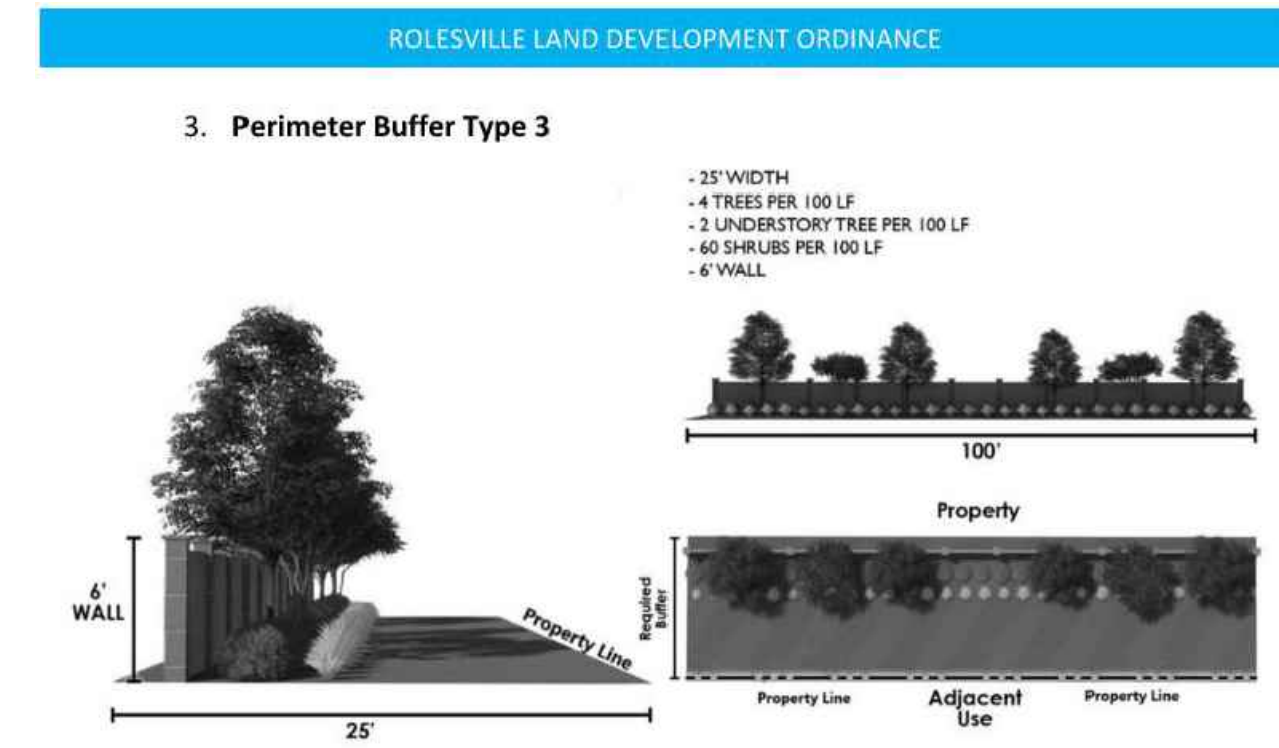 ROLESVILLE LAND DEVELOPMENT ORDINANCE
3. Perimeter Buffer Type 3
- 25' WIDTH
- 4 TREES PER 100 LF
- 2 UNDERSTORY TREE PER 100 LF
- 60 SHRUBS PER 100 LF
- 6' WALL
100'
6'
WALL
Property Line
25'
Property
Required
Buffer
Property Line
Adjacent
Use
Property Line